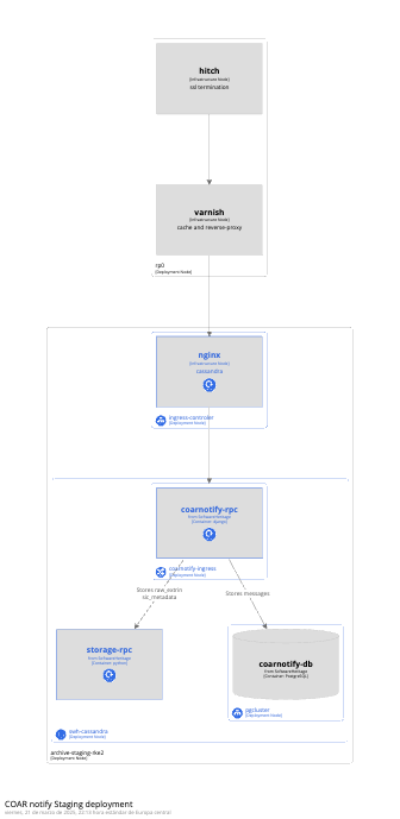 hitch
[Infrastructure Node]
ssl termination
varnish
[Infrastructure Node]
cache and reverse-proxy
rp0
[Deployment Node]
nginx
[Infrastructure Node]
cassandra
ingress-controller
[Deployment Node]
coarnotify-rpc
from SoftwareHeritage
[Container: django]
coarnotify-ingress
[Deployment Node]
Stores raw_extrin
sic_metadata
Stores messages
storage-rpc
from SoftwareHeritage
[Container: python]
coarnotify-db
from SoftwareHeritage
[Container: PostgreSQL]
pgcluster
[Deployment Node]
swh-cassandra
[Deployment Node]
archive-staging-rke2
[Deployment Node]
COAR notify Staging deployment
viernes, 21 de marzo de 2025, hora estándar de Europa central